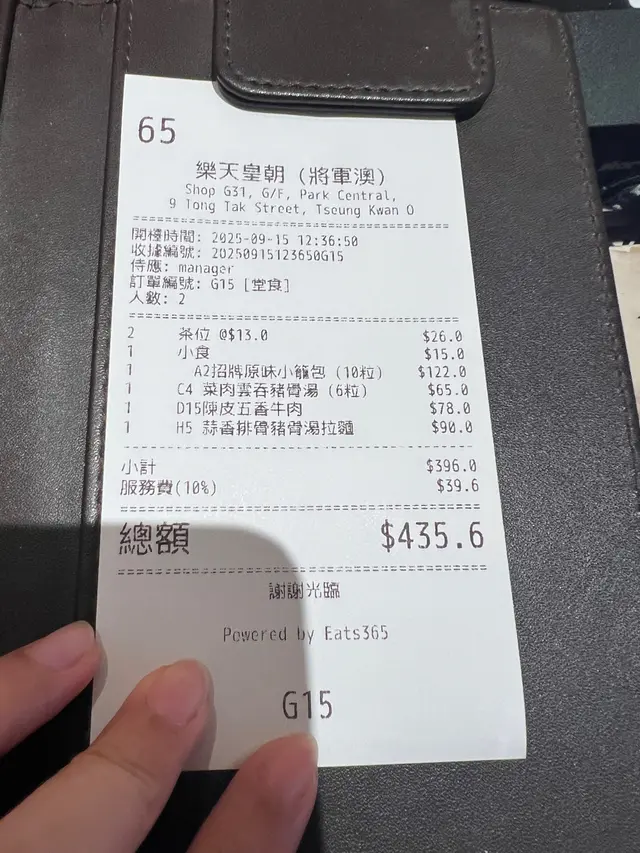 65
樂天皇朝 (將軍澳)
Shop G31, G/F, Park Central,
9 Tong Tak Street, Tseung Kwan O
開檯時間: 2025-09-15 12:36:50
收據編號: 20250915123650G15
侍應: manager
訂單編號: G15 [堂食]
人數: 2
2 茶位 @$13.0 $26.0
1 小食 $15.0
1 A2招牌原味小籠包 (10粒) $122.0
1 C4 菜肉雲吞豬骨湯 (6粒) $65.0
1 D15陳皮五香牛肉 $78.0
1 H5 蒜香排骨豬骨湯拉麵 $90.0
小計 $396.0
服務費(10%) $39.6
總額 $435.6
謝謝光臨
Powered by Eats365
G15